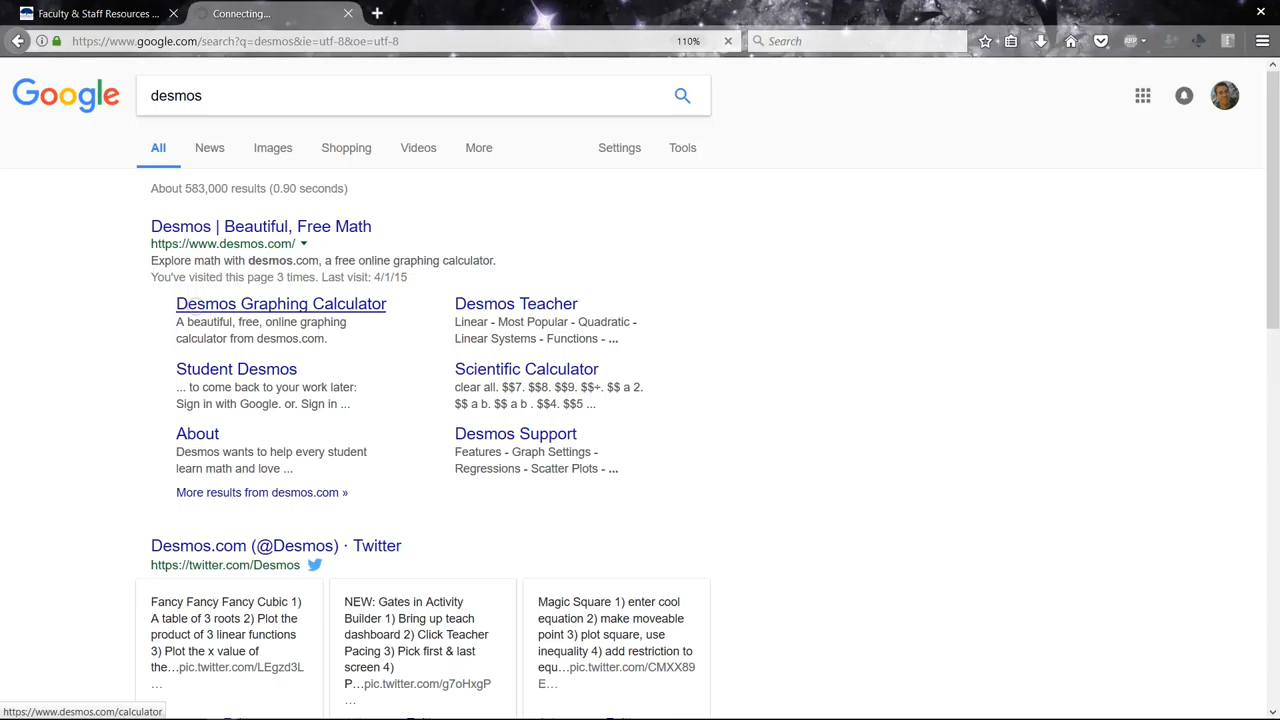 Faculty & Staff Resources ...
Connecting...
https://www.google.com/search?q=desmos&ie=utf-8&oe=utf-8
110%
Search
ABP
Google
desmos
All
News
Images
Shopping
Videos
More
Settings
Tools
About 583,000 results (0.90 seconds)
Desmos | Beautiful, Free Math
https://www.desmos.com/
Explore math with desmos.com, a free online graphing calculator.
You've visited this page 3 times. Last visit: 4/1/15
Desmos Graphing Calculator
A beautiful, free, online graphing
calculator from desmos.com.
Desmos Teacher
Linear - Most Popular - Quadratic -
Linear Systems - Functions - ...
Student Desmos
... to come back to your work later:
Sign in with Google. or. Sign in ...
Scientific Calculator
clear all. $$7. $$8. $$9. $$÷. $$ a 2.
$$ a b. $$ a b . $$4. $$5 ...
About
Desmos wants to help every student
learn math and love ...
Desmos Support
Features - Graph Settings -
Regressions - Scatter Plots - ...
More results from desmos.com »
Desmos.com (@Desmos) · Twitter
https://twitter.com/Desmos
Fancy Fancy Fancy Cubic 1)
A table of 3 roots 2) Plot the
product of 3 linear functions
3) Plot the x value of
the…pic.twitter.com/LEgzd3L
…
NEW: Gates in Activity
Builder 1) Bring up teach
dashboard 2) Click Teacher
Pacing 3) Pick first & last
screen 4)
P…pic.twitter.com/g7oHxgP
…
Magic Square 1) enter cool
equation 2) make moveable
point 3) plot square, use
inequality 4) add restriction to
equ…pic.twitter.com/CMXX89
E…
https://www.desmos.com/calculator